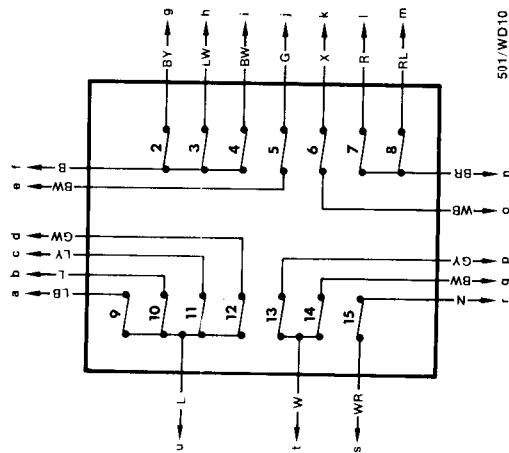 g h i j k l m
BY LW BW G X R RL
2 3 4 5 6 7 8
f B
e BW
d GW
c LY
b L
a LB
9 10 11 12 13 14 15
BR n
WB o
GY p
BW q
N r
L W WR
u t s
501/WD10